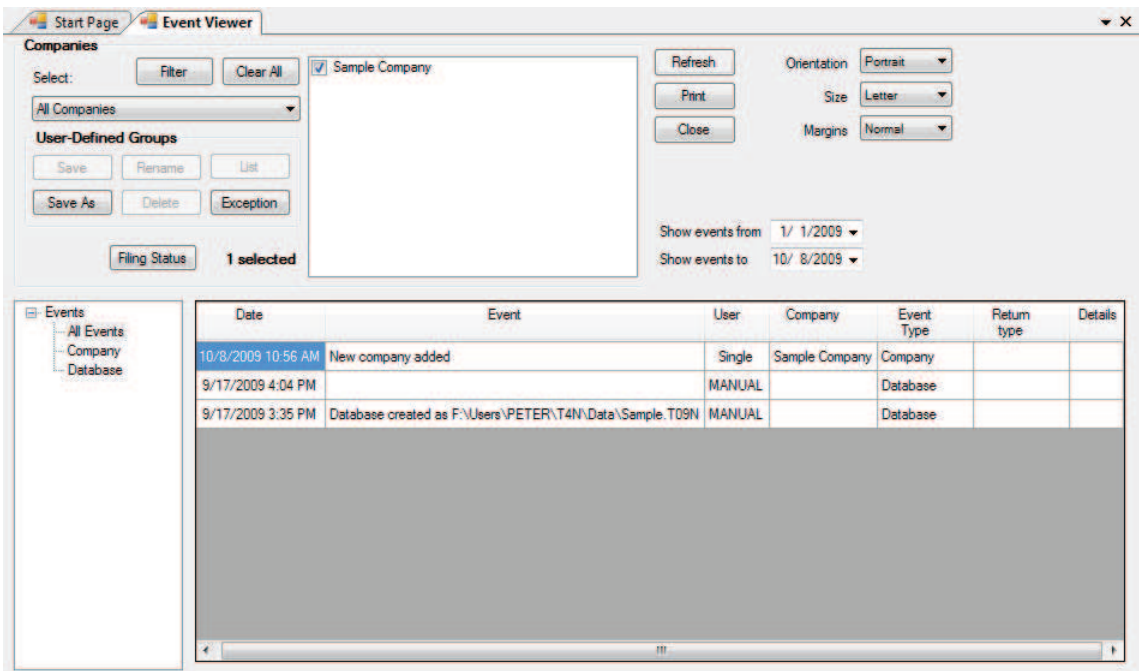 Start Page Event Viewer
Companies
Select: Filter Clear All
All Companies
User-Defined Groups
Save Rename List
Save As Delete Exception
Filing Status 1 selected
Sample Company
Refresh Orientation Portrait
Print Size Letter
Close Margins Normal
Show events from 1/ 1/2009
Show events to 10/ 8/2009
Events
All Events
Company
Database
Date Event User Company Event Type Return type Details
10/8/2009 10:56 AM New company added Single Sample Company Company
9/17/2009 4:04 PM MANUAL Database
9/17/2009 3:35 PM Database created as F:\Users\PETER\T4N\Data\Sample.T09N MANUAL Database